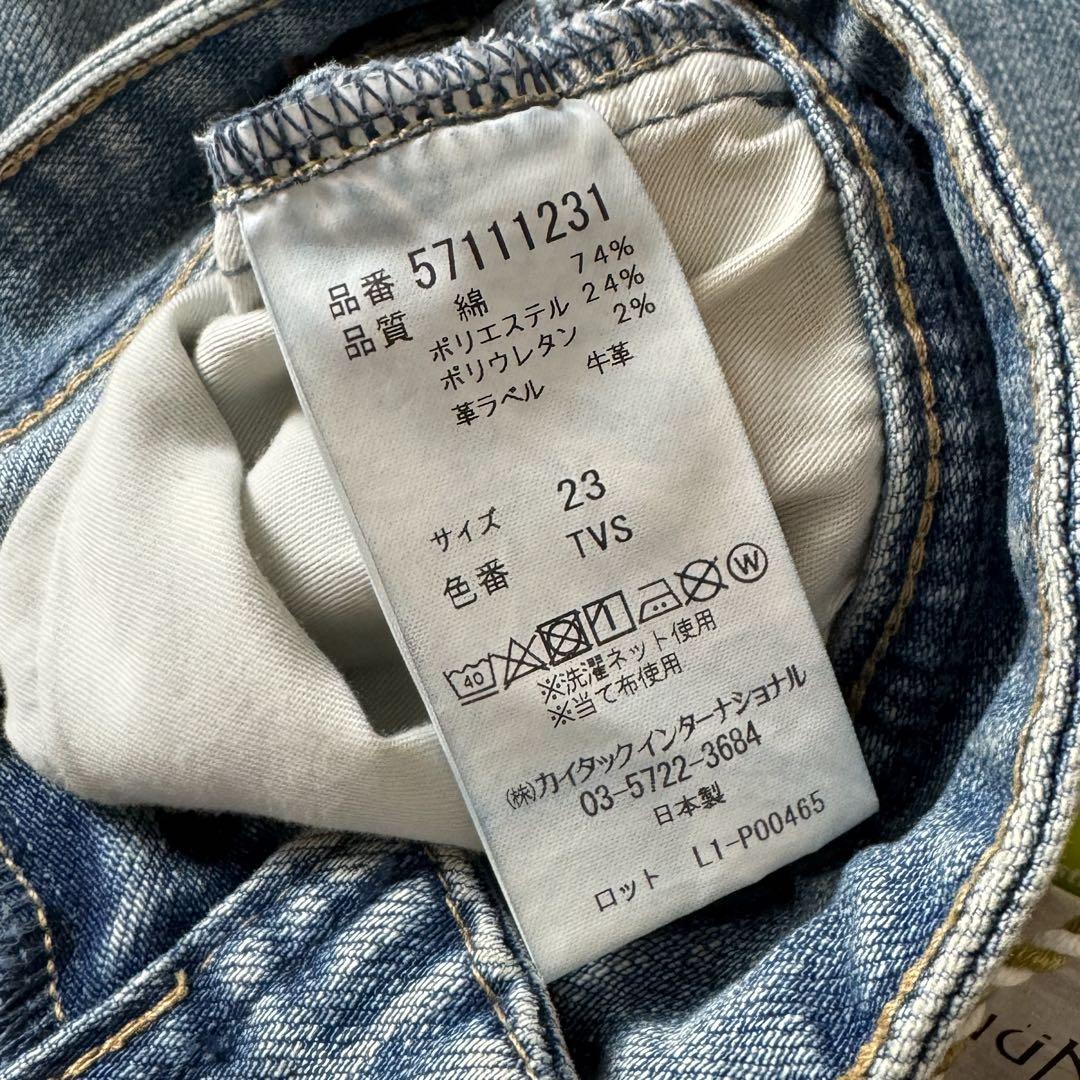 品番 57111231
品質 綿 74%
ポリエステル 24%
ポリウレタン 2%
革ラベル 牛革
サイズ 23
色番 TVS
40 W
※洗濯ネット使用
※当て布使用
㈱カイタックインターナショナル
03-5722-3684
日本製
ロット L1-P00465